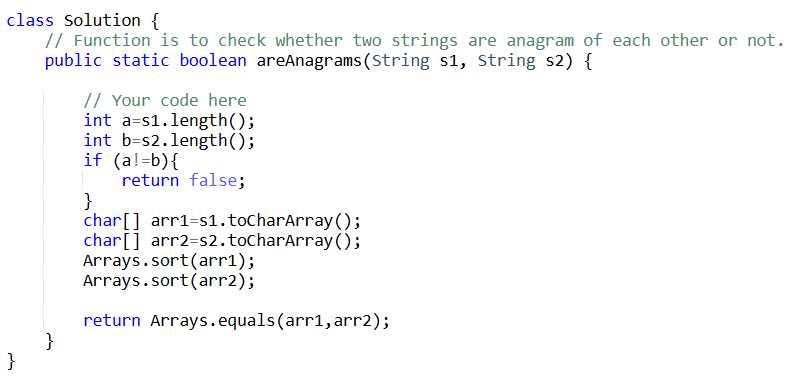 class Solution {
    // Function is to check whether two strings are anagram of each other or not.
    public static boolean areAnagrams(String s1, String s2) {

        // Your code here
        int a=s1.length();
        int b=s2.length();
        if (a!=b){
            return false;
        }
        char[] arr1=s1.toCharArray();
        char[] arr2=s2.toCharArray();
        Arrays.sort(arr1);
        Arrays.sort(arr2);

        return Arrays.equals(arr1,arr2);
    }
}